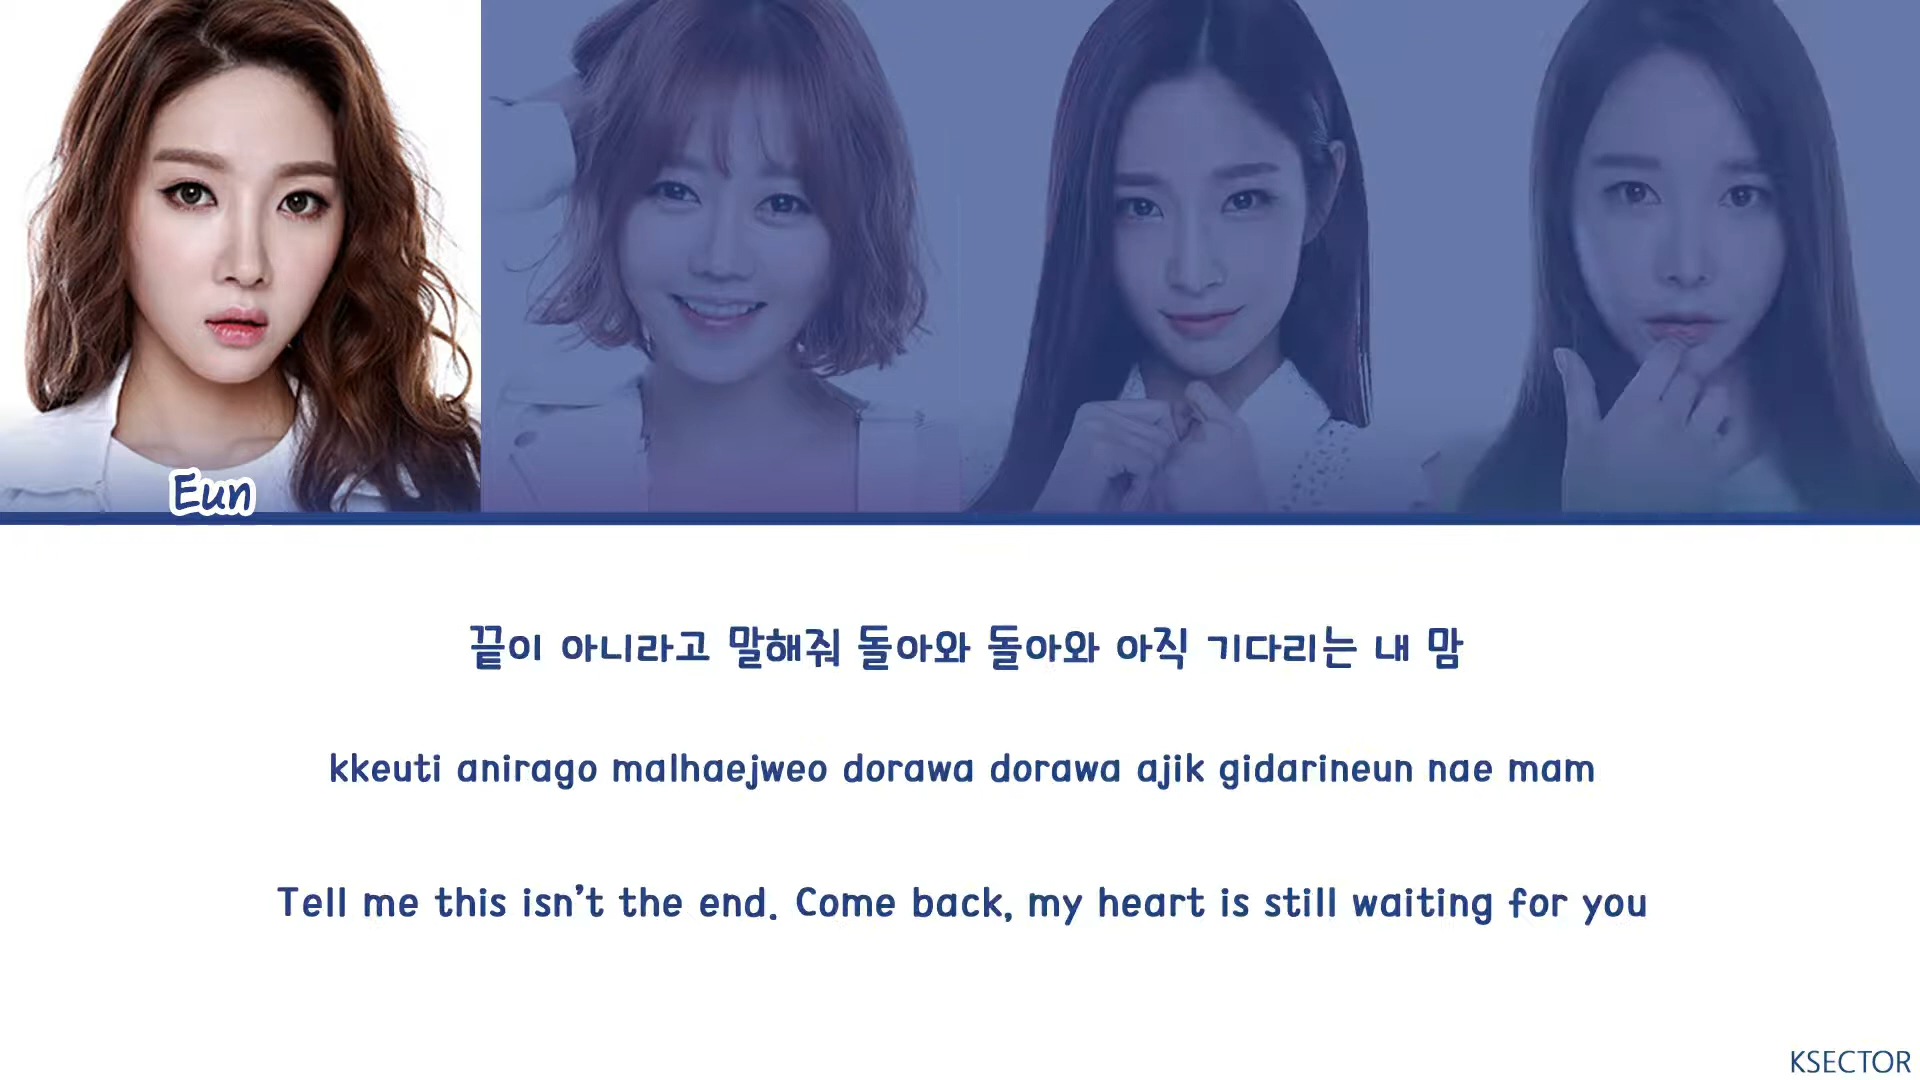 Eun
끝이 아니라고 말해줘 돌아와 돌아와 아직 기다리는 내 맘
kkeuti anirago malhaejweo dorawa dorawa ajik gidarineun nae mam
Tell me this isn't the end. Come back, my heart is still waiting for you
KSECTOR